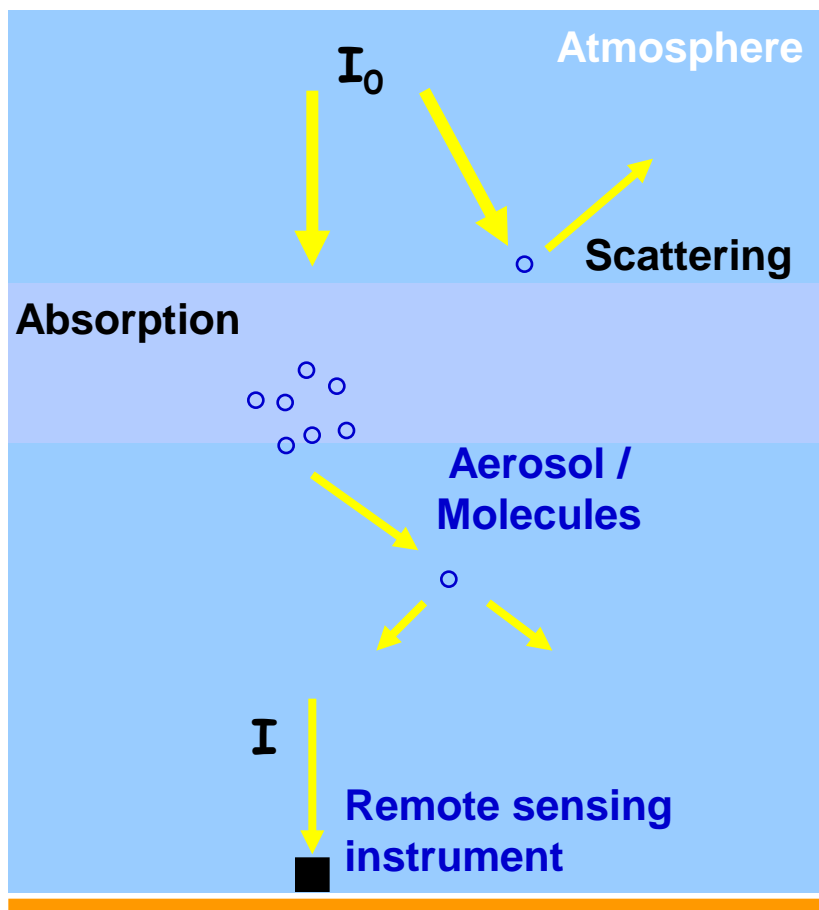 Atmosphere
I₀
Scattering
Absorption
Aerosol /
Molecules
I
Remote sensing
instrument